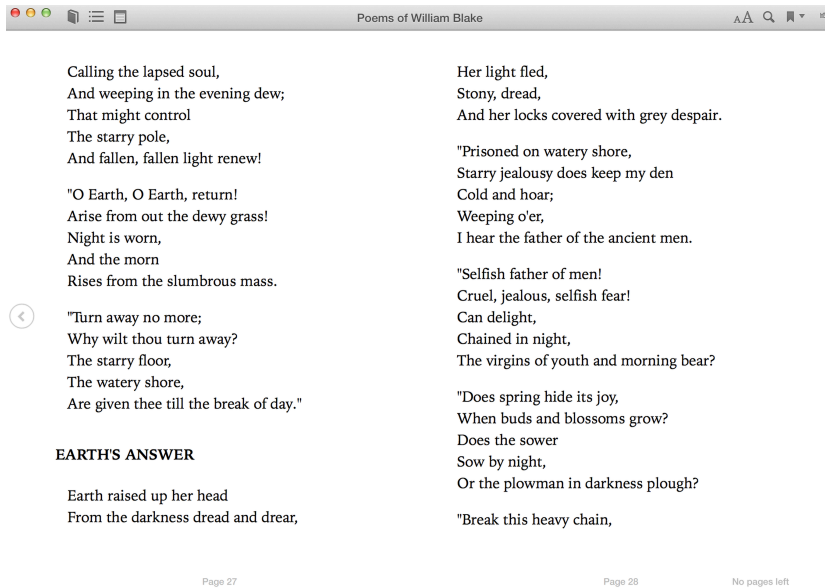 Poems of William Blake
AA
Calling the lapsed soul,
And weeping in the evening dew;
That might control
The starry pole,
And fallen, fallen light renew!
"O Earth, O Earth, return!
Arise from out the dewy grass!
Night is worn,
And the morn
Rises from the slumbrous mass.
"Turn away no more;
Why wilt thou turn away?
The starry floor,
The watery shore,
Are given thee till the break of day."
EARTH'S ANSWER
Earth raised up her head
From the darkness dread and drear,
Page 27
Her light fled,
Stony, dread,
And her locks covered with grey despair.
"Prisoned on watery shore,
Starry jealousy does keep my den
Cold and hoar;
Weeping o'er,
I hear the father of the ancient men.
"Selfish father of men!
Cruel, jealous, selfish fear!
Can delight,
Chained in night,
The virgins of youth and morning bear?
"Does spring hide its joy,
When buds and blossoms grow?
Does the sower
Sow by night,
Or the plowman in darkness plough?
"Break this heavy chain,
Page 28
No pages left